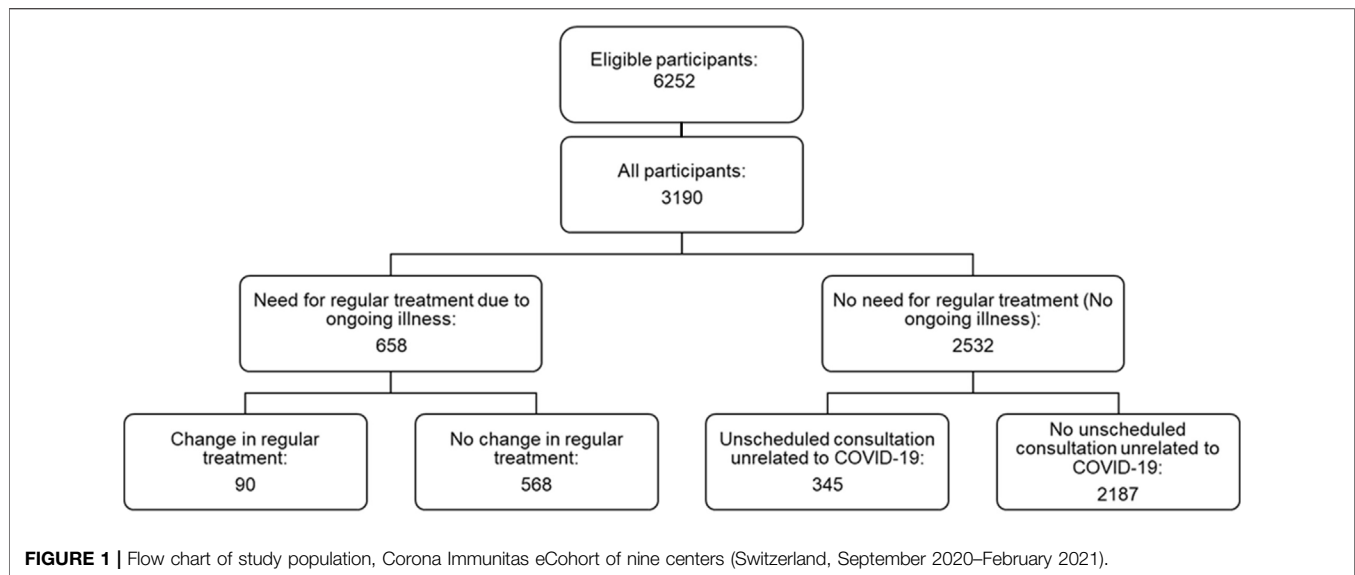 Eligible participants:
6252
All participants:
3190
Need for regular treatment due to
ongoing illness:
658
No need for regular treatment (No
ongoing illness):
2532
Change in regular
treatment:
90
No change in regular
treatment:
568
Unscheduled consultation
unrelated to COVID-19:
345
No unscheduled
consultation unrelated to
COVID-19:
2187
FIGURE 1 | Flow chart of study population, Corona Immunitas eCohort of nine centers (Switzerland, September 2020–February 2021).